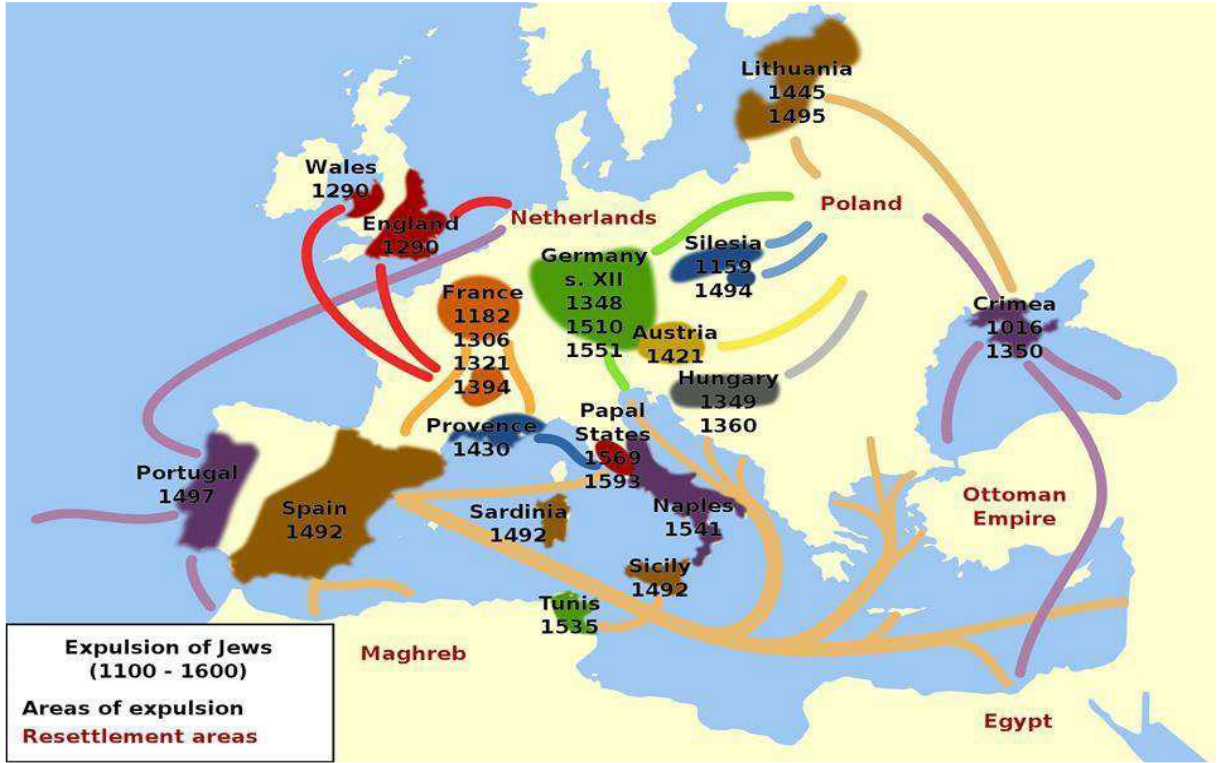 Lithuania
1445
1495
Wales
1290
England
1290
Netherlands
Poland
Germany
s. XII
1348
1510
1551
Silesia
1159
1494
France
1182
1306
1321
1394
Austria
1421
Crimea
1016
1350
Hungary
1349
1360
Provence
1430
Papal
States
1569
1593
Portugal
1497
Spain
1492
Sardinia
1492
Naples
1541
Ottoman
Empire
Sicily
1492
Tunis
1535
Maghreb
Egypt
Expulsion of Jews
(1100 - 1600)
Areas of expulsion
Resettlement areas